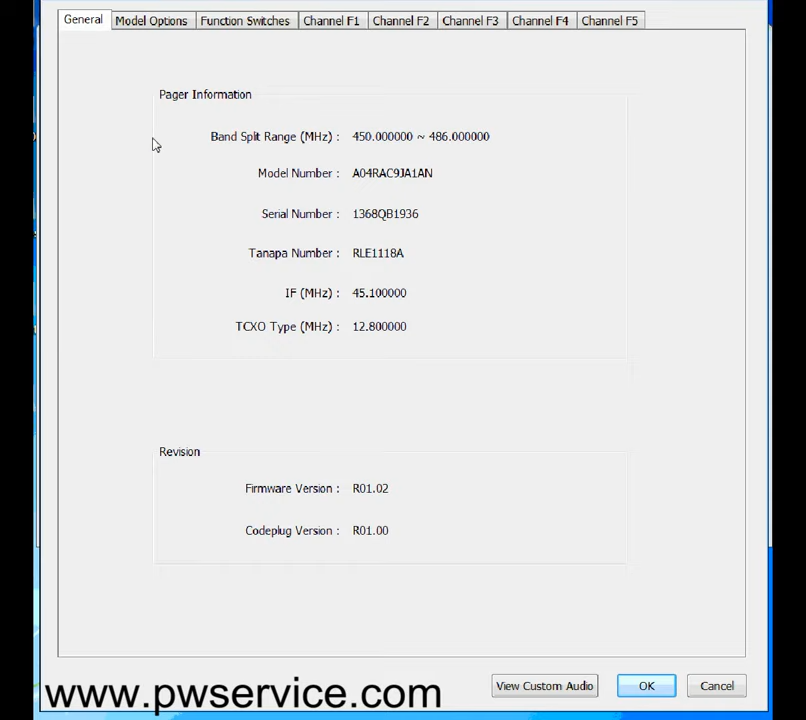 General Model Options Function Switches Channel F1 Channel F2 Channel F3 Channel F4 Channel F5
Pager Information
Band Split Range (MHz) : 450.000000 ~ 486.000000
Model Number : A04RAC9JA1AN
Serial Number : 1368QB1936
Tanapa Number : RLE1118A
IF (MHz) : 45.100000
TCXO Type (MHz) : 12.800000
Revision
Firmware Version : R01.02
Codeplug Version : R01.00
View Custom Audio OK Cancel
www.pwservice.com